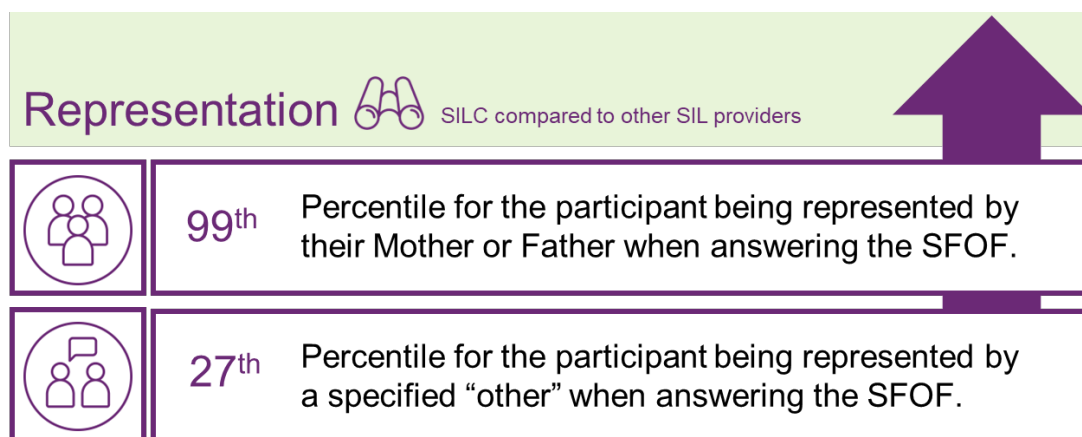 Representation SILC compared to other SIL providers
99th Percentile for the participant being represented by
their Mother or Father when answering the SFOF.
27th Percentile for the participant being represented by
a specified “other” when answering the SFOF.